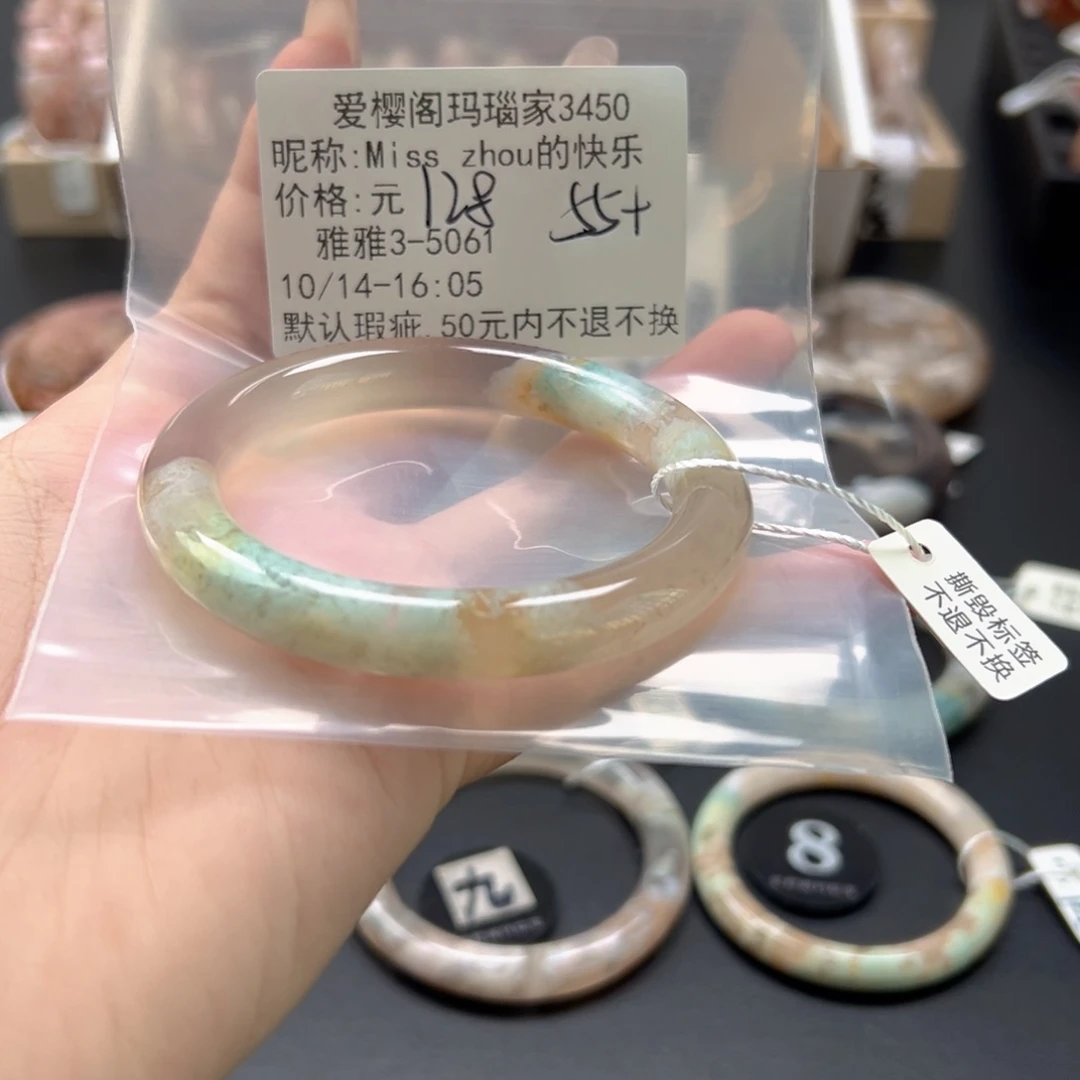 爱樱阁玛瑙家3450
昵称:Miss zhou的快乐
价格:元 128 55+
雅雅3-5061
10/14-16:05
默认瑕疵.50元内不退不换
撕毁标签
不退不换
九
8